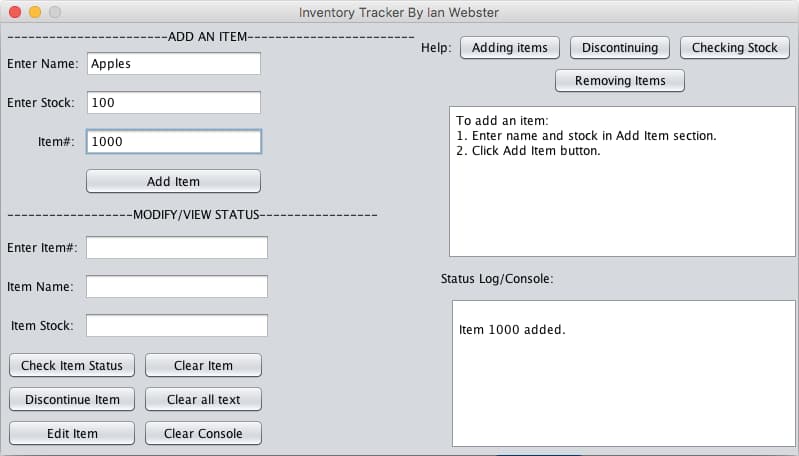 Inventory Tracker By Ian Webster
-----------------------ADD AN ITEM------------------------
Enter Name: Apples
Enter Stock: 100
Item#: 1000
Add Item
------------------MODIFY/VIEW STATUS-----------------
Enter Item#:
Item Name:
Item Stock:
Check Item Status Clear Item
Discontinue Item Clear all text
Edit Item Clear Console
Help: Adding items Discontinuing Checking Stock
Removing Items
To add an item:
1. Enter name and stock in Add Item section.
2. Click Add Item button.
Status Log/Console:
Item 1000 added.